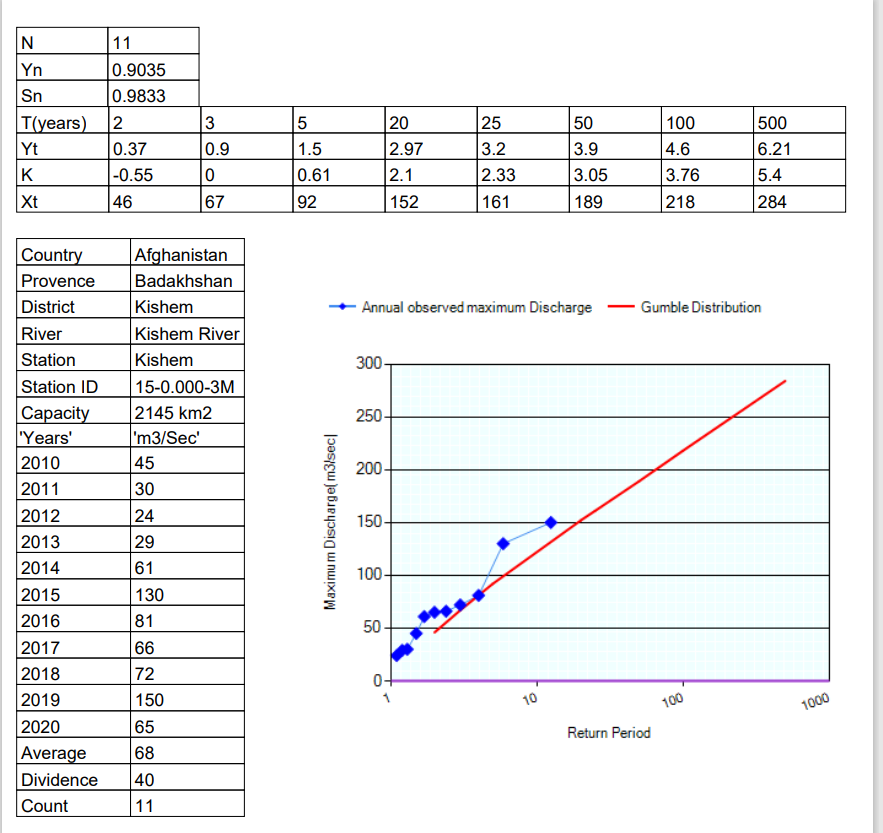 N 11
Yn 0.9035
Sn 0.9833
T(years) 2 3 5 20 25 50 100 500
Yt 0.37 0.9 1.5 2.97 3.2 3.9 4.6 6.21
K -0.55 0 0.61 2.1 2.33 3.05 3.76 5.4
Xt 46 67 92 152 161 189 218 284
Country Afghanistan
Provence Badakhshan
District Kishem
River Kishem River
Station Kishem
Station ID 15-0.000-3M
Capacity 2145 km2
'Years' 'm3/Sec'
2010 45
2011 30
2012 24
2013 29
2014 61
2015 130
2016 81
2017 66
2018 72
2019 150
2020 65
Average 68
Dividence 40
Count 11
Annual observed maximum Discharge Gumble Distribution
300
250
200
150
100
50
0
Maximum Discharge[m3/sec]
1 10 100 1000
Return Period